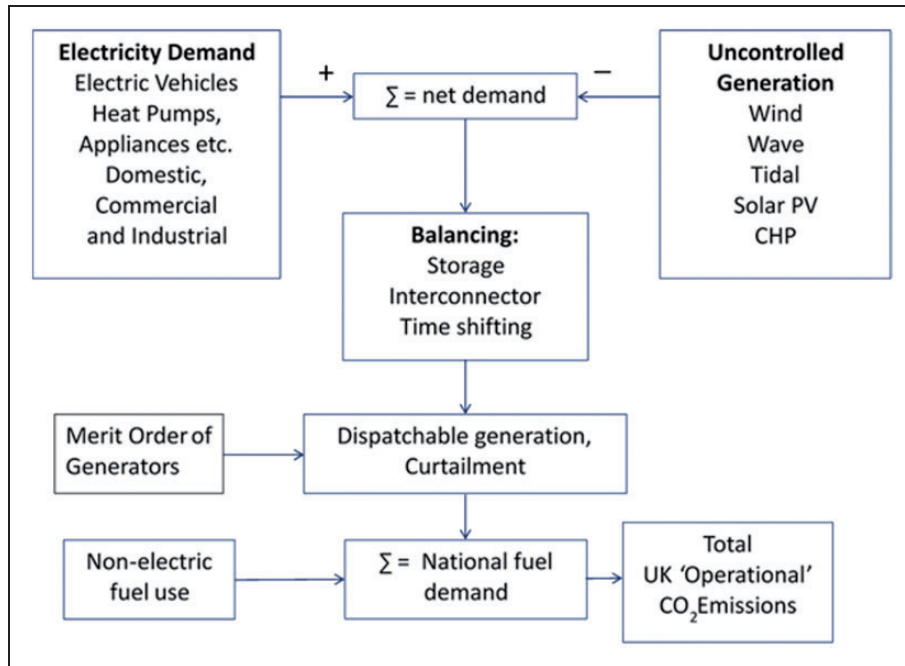 Electricity Demand
Electric Vehicles
Heat Pumps,
Appliances etc.
Domestic,
Commercial
and Industrial
+
∑ = net demand
−
Uncontrolled
Generation
Wind
Wave
Tidal
Solar PV
CHP
Balancing:
Storage
Interconnector
Time shifting
Merit Order of
Generators
Dispatchable generation,
Curtailment
Non-electric
fuel use
∑ = National fuel
demand
Total
UK ‘Operational’
CO₂Emissions